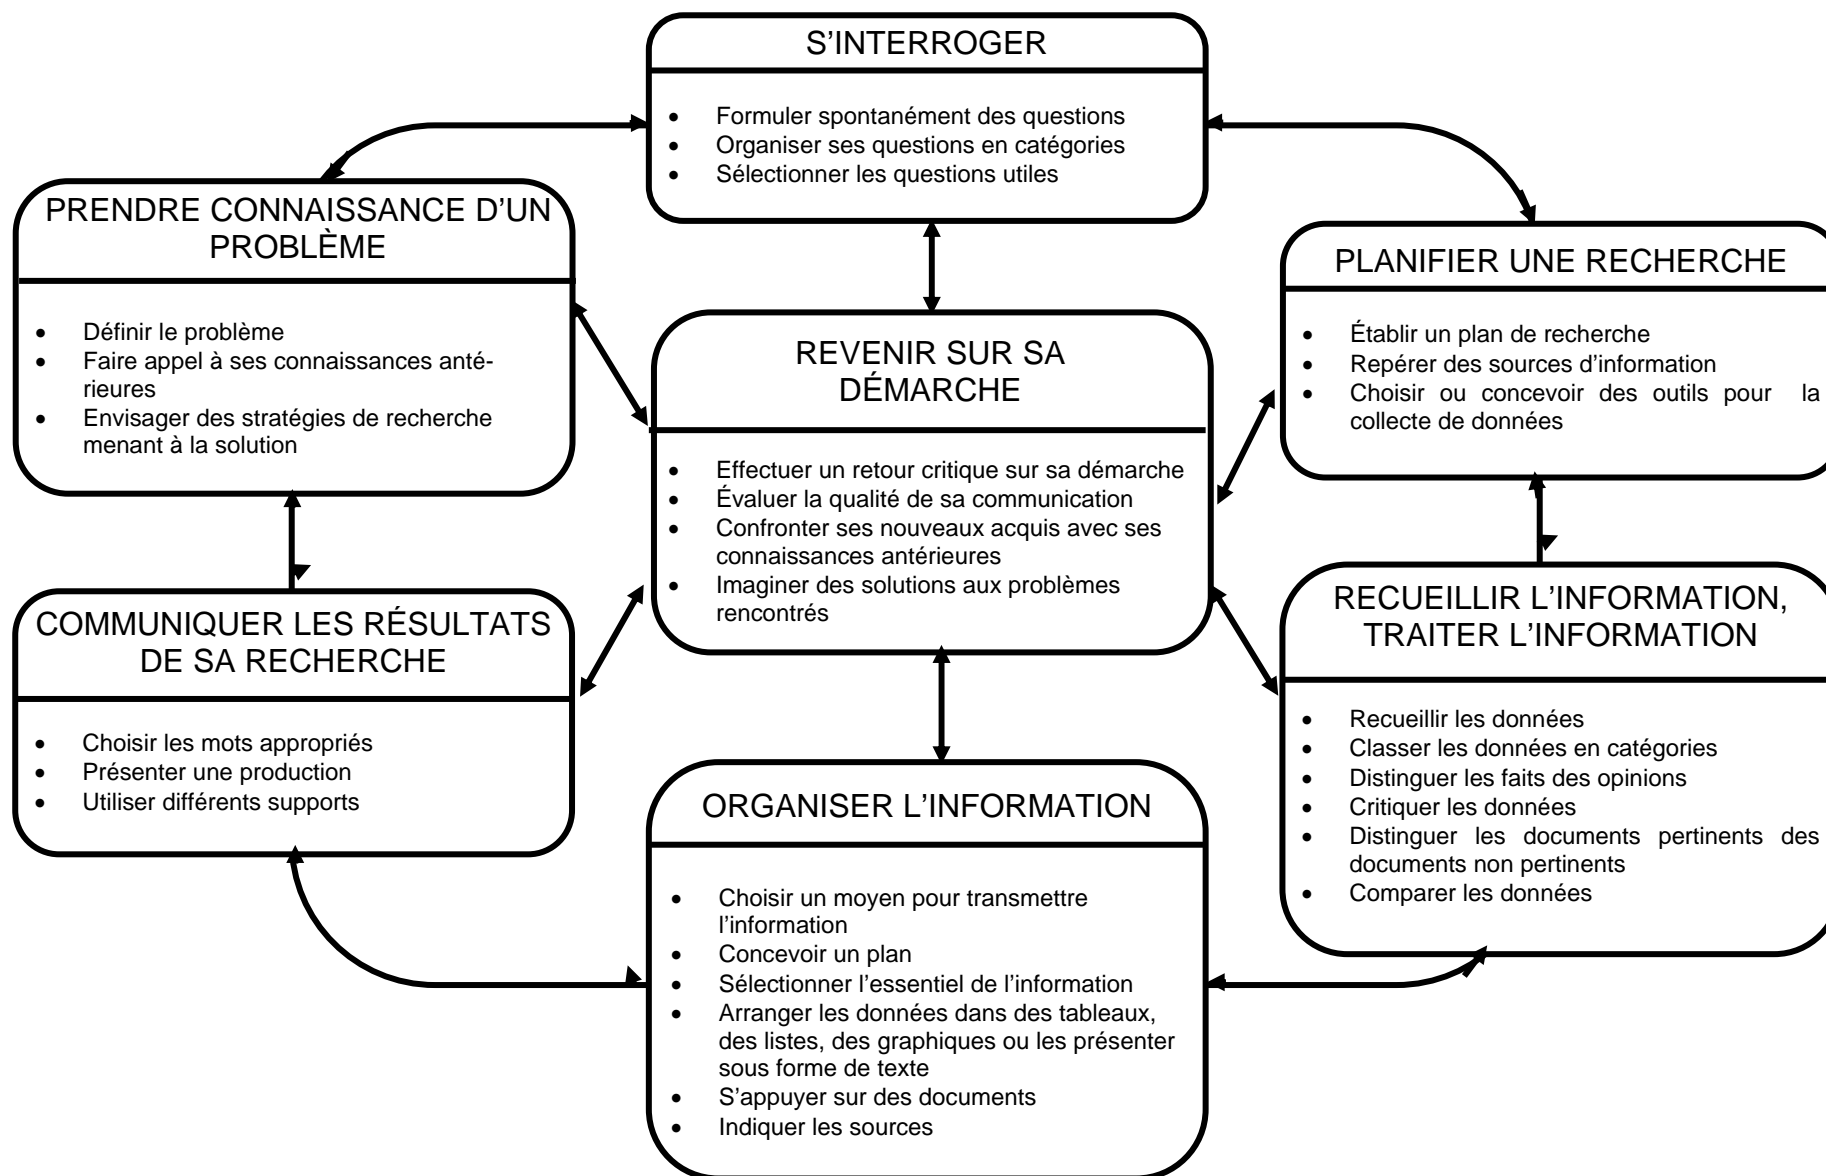 S’INTERROGER
• Formuler spontanément des questions
• Organiser ses questions en catégories
• Sélectionner les questions utiles
PRENDRE CONNAISSANCE D’UN
PROBLÈME
• Définir le problème
• Faire appel à ses connaissances anté-
rieures
• Envisager des stratégies de recherche
menant à la solution
PLANIFIER UNE RECHERCHE
• Établir un plan de recherche
• Repérer des sources d’information
• Choisir ou concevoir des outils pour la
collecte de données
REVENIR SUR SA
DÉMARCHE
• Effectuer un retour critique sur sa démarche
• Évaluer la qualité de sa communication
• Confronter ses nouveaux acquis avec ses
connaissances antérieures
• Imaginer des solutions aux problèmes
rencontrés
COMMUNIQUER LES RÉSULTATS
DE SA RECHERCHE
• Choisir les mots appropriés
• Présenter une production
• Utiliser différents supports
RECUEILLIR L’INFORMATION,
TRAITER L’INFORMATION
• Recueillir les données
• Classer les données en catégories
• Distinguer les faits des opinions
• Critiquer les données
• Distinguer les documents pertinents des
documents non pertinents
• Comparer les données
ORGANISER L’INFORMATION
• Choisir un moyen pour transmettre
l’information
• Concevoir un plan
• Sélectionner l’essentiel de l’information
• Arranger les données dans des tableaux,
des listes, des graphiques ou les présenter
sous forme de texte
• S’appuyer sur des documents
• Indiquer les sources